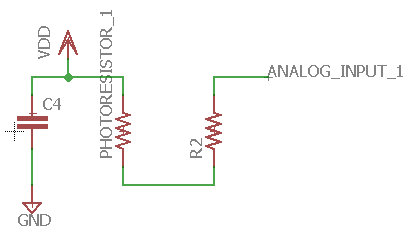 VDD
PHOTORESISTOR_1
ANALOG_INPUT_1
C4
R2
GND